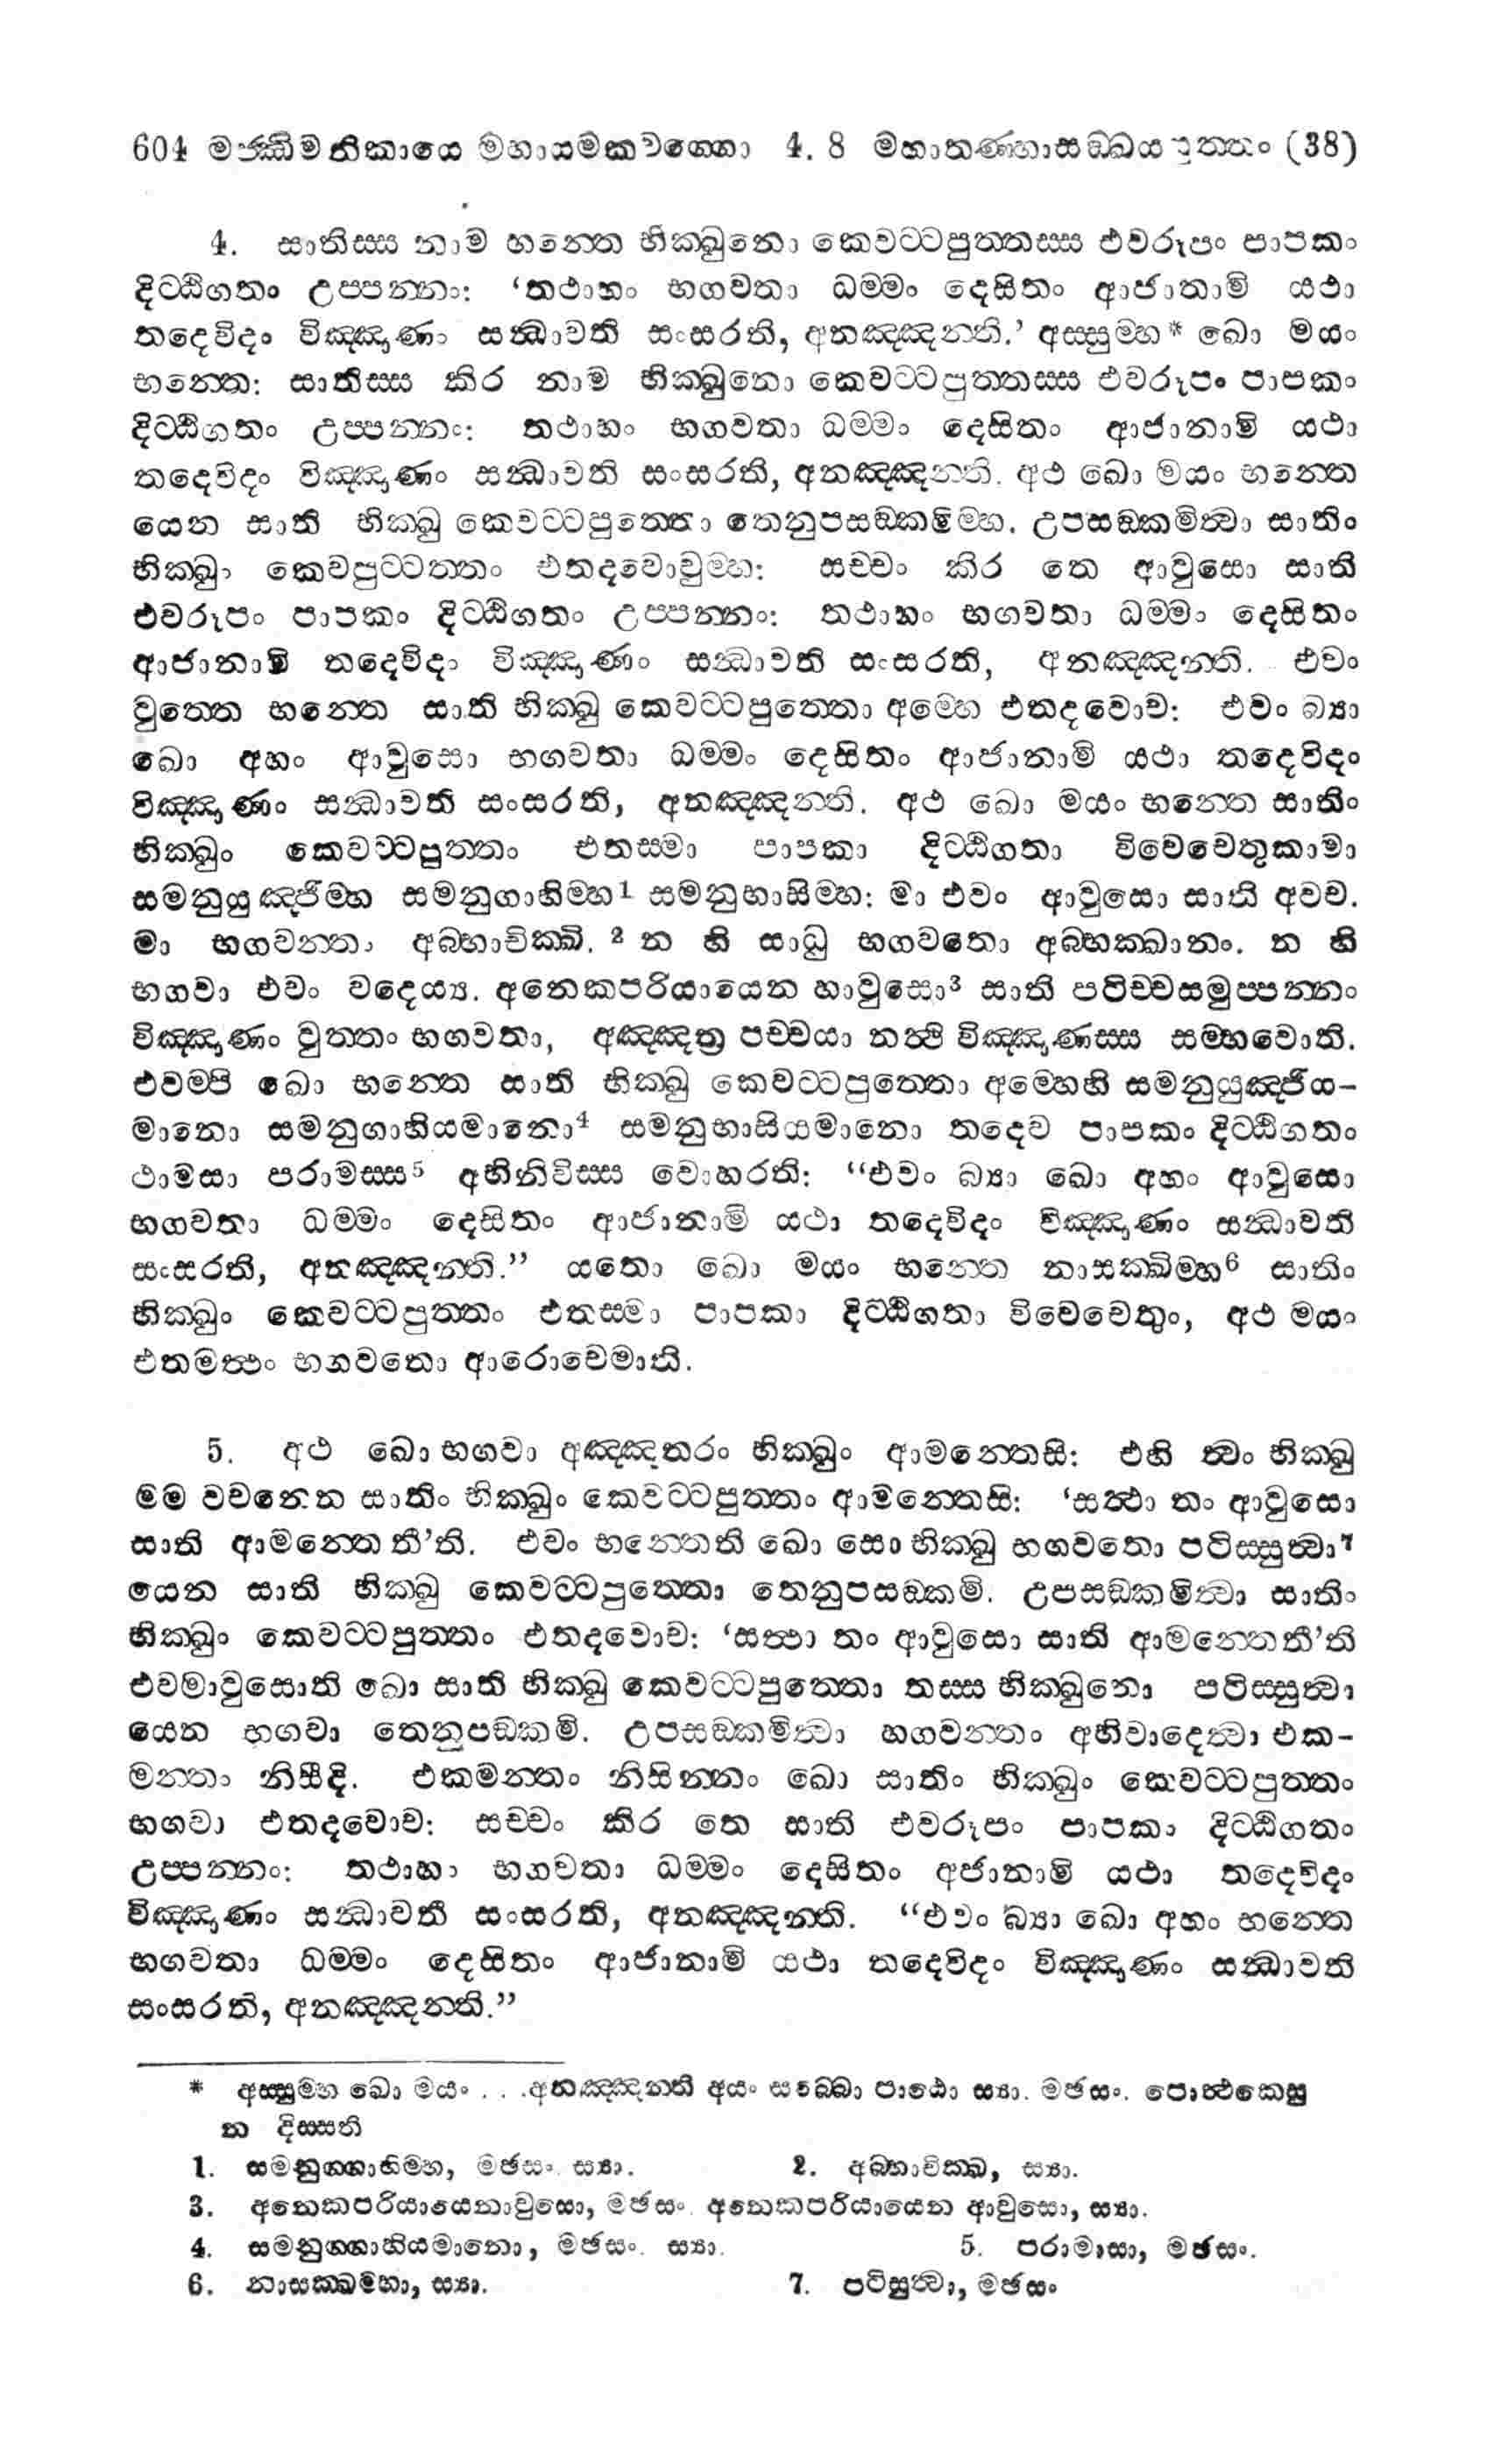 604 මජ්ඣිමනිකායෙ මහායමකවග්ගො 4. 8 මහාතණ්හාසඞ්ඛයසුත්තං (38)
4. සාතිස්ස නාම භන්තෙ භික්ඛුනො කෙවට්ටපුත්තස්ස එවරූපං පාපකං
දිට්ඨිගතං උප්පන්නං: ‘තථාහං භගවතා ධම්මං දෙසිතං ආජානාමි යථා
තදෙවිදං විඤ්ඤාණං සන්ධාවති සංසරති, අනඤ්ඤන්ති.’ අස්සුම්හ* ඛො මයං
භන්තෙ: සාතිස්ස කිර නාම භික්ඛුනො කෙවට්ටපුත්තස්ස එවරූපං පාපකං
දිට්ඨිගතං උප්පන්නං: තථාහං භගවතා ධම්මං දෙසිතං ආජානාමි යථා
තදෙවිදං විඤ්ඤාණං සන්ධාවති සංසරති, අනඤ්ඤන්ති. අථ ඛො මයං භන්තෙ
යෙන සාති භික්ඛු කෙවට්ටපුත්තො තෙනුපසඞ්කමිම්හ. උපසඞ්කමිත්වා සාතිං
භික්ඛුං කෙවපුට්ටත්තං එතදවොචුම්හ: සච්චං කිර තෙ ආවුසො සාති
එවරූපං පාපකං දිට්ඨිගතං උප්පන්නං: තථාහං භගවතා ධම්මං දෙසිතං
ආජානාමි තදෙවිදං විඤ්ඤාණං සන්ධාවති සංසරති, අනඤ්ඤන්ති. එවං
වුත්තෙ භන්තෙ සාති භික්ඛු කෙවට්ටපුත්තො අම්හෙ එතදවොච: එවං බ්‍යා
ඛො අහං ආවුසො භගවතා ධම්මං දෙසිතං ආජානාමි යථා තදෙවිදං
විඤ්ඤාණං සන්ධාවති සංසරති, අනඤ්ඤන්ති. අථ ඛො මයං භන්තෙ සාතිං
භික්ඛුං කෙවට්ටපුත්තං එතස්මා පාපකා දිට්ඨිගතා විවෙචෙතුකාමා
සමනුයුඤ්ජිම්හ සමනුගාහිම්හ1 සමනුභාසිම්හ: මා එවං ආවුසො සාති අවච.
මා භගවන්තං අබ්භාචික්ඛි. 2 න හි සාධු භගවතො අබ්භක්ඛානං. න හි
භගවා එවං වදෙය්‍ය. අනෙකපරියායෙන හාවුසො3 සාති පටිච්චසමුප්පන්නං
විඤ්ඤාණං වුත්තං භගවතා, අඤ්ඤත්‍ර පච්චයා නත්ථි විඤ්ඤාණස්ස සම්භවොති.
එවම්පි ඛො භන්තෙ සාති භික්ඛු කෙවට්ටපුත්තො අම්හෙහි සමනුයුඤ්ජිය-
මානො සමනුගාහියමානො4 සමනුභාසියමානො තදෙව පාපකං දිට්ඨිගතං
ථාමසා පරාමස්ස5 අභිනිවිස්ස වොහරති: “එවං බ්‍යා ඛො අහං ආවුසො
භගවතා ධම්මං දෙසිතං ආජානාමි යථා තදෙවිදං විඤ්ඤාණං සන්ධාවති
සංසරති, අනඤ්ඤන්ති.” යතො ඛො මයං භන්තෙ නාසක්ඛිම්හ6 සාතිං
භික්ඛුං කෙවට්ටපුත්තං එතස්මා පාපකා දිට්ඨිගතා විවෙචෙතුං, අථ මයං
එතමත්ථං භගවතො ආරොචෙමාති.
5. අථ ඛො භගවා අඤ්ඤතරං භික්ඛුං ආමන්තෙසි: එහි ත්වං භික්ඛු
මම වචනෙන සාතිං භික්ඛුං කෙවට්ටපුත්තං ආමන්තෙසි: ‘සත්ථා තං ආවුසො
සාති ආමන්තෙතී’ති. එවං භන්තෙති ඛො සො භික්ඛු භගවතො පටිස්සුත්වා7
යෙන සාති භික්ඛු කෙවට්ටපුත්තො තෙනුපසඞ්කමි. උපසඞ්කමිත්වා සාතිං
භික්ඛුං කෙවට්ටපුත්තං එතදවොච: ‘සත්ථා තං ආවුසො සාති ආමන්තෙතී’ති
එවමාවුසොති ඛො සාති භික්ඛු කෙවට්ටපුත්තො තස්ස භික්ඛුනො පටිස්සුත්වා
යෙන භගවා තෙනුපඞ්කමි. උපසඞ්කමිත්වා භගවන්තං අභිවාදෙත්වා එක-
මන්තං නිසීදි. එකමන්තං නිසින්නං ඛො සාතිං භික්ඛුං කෙවට්ටපුත්තං
භගවා එතදවොච: සච්චං කිර තෙ සාති එවරූපං පාපකං දිට්ඨිගතං
උප්පන්නං: තථාහං භගවතා ධම්මං දෙසිතං අජානාමි යථා තදෙවිදං
විඤ්ඤාණං සන්ධාවතී සංසරති, අනඤ්ඤන්ති. “එවං බ්‍යා ඛො අහං භන්තෙ
භගවතා ධම්මං දෙසිතං ආජානාමි යථා තදෙවිදං විඤ්ඤාණං සන්ධාවති
සංසරති, අනඤ්ඤන්ති.”
* අස්සුම්හ ඛො මයං . . .අනඤ්ඤන්ති අයං සබ්බො පාඨො ස්‍යා. මඡසං. පොත්ථකෙසු
න දිස්සති
1. සමනුග්ගාහිම්හ, මඡසං. ස්‍යා. 2. අබ්භාචික්ඛ, ස්‍යා.
3. අනෙකපරියායෙනාවුසො, මඡසං. අනෙකපරියායෙන ආවුසො, ස්‍යා.
4. සමනුග්ගාහියමානො, මඡසං. ස්‍යා. 5. පරාමාසා, මඡසං.
6. නාසක්ඛම්හා, ස්‍යා. 7. පටිසුත්වා, මඡසං